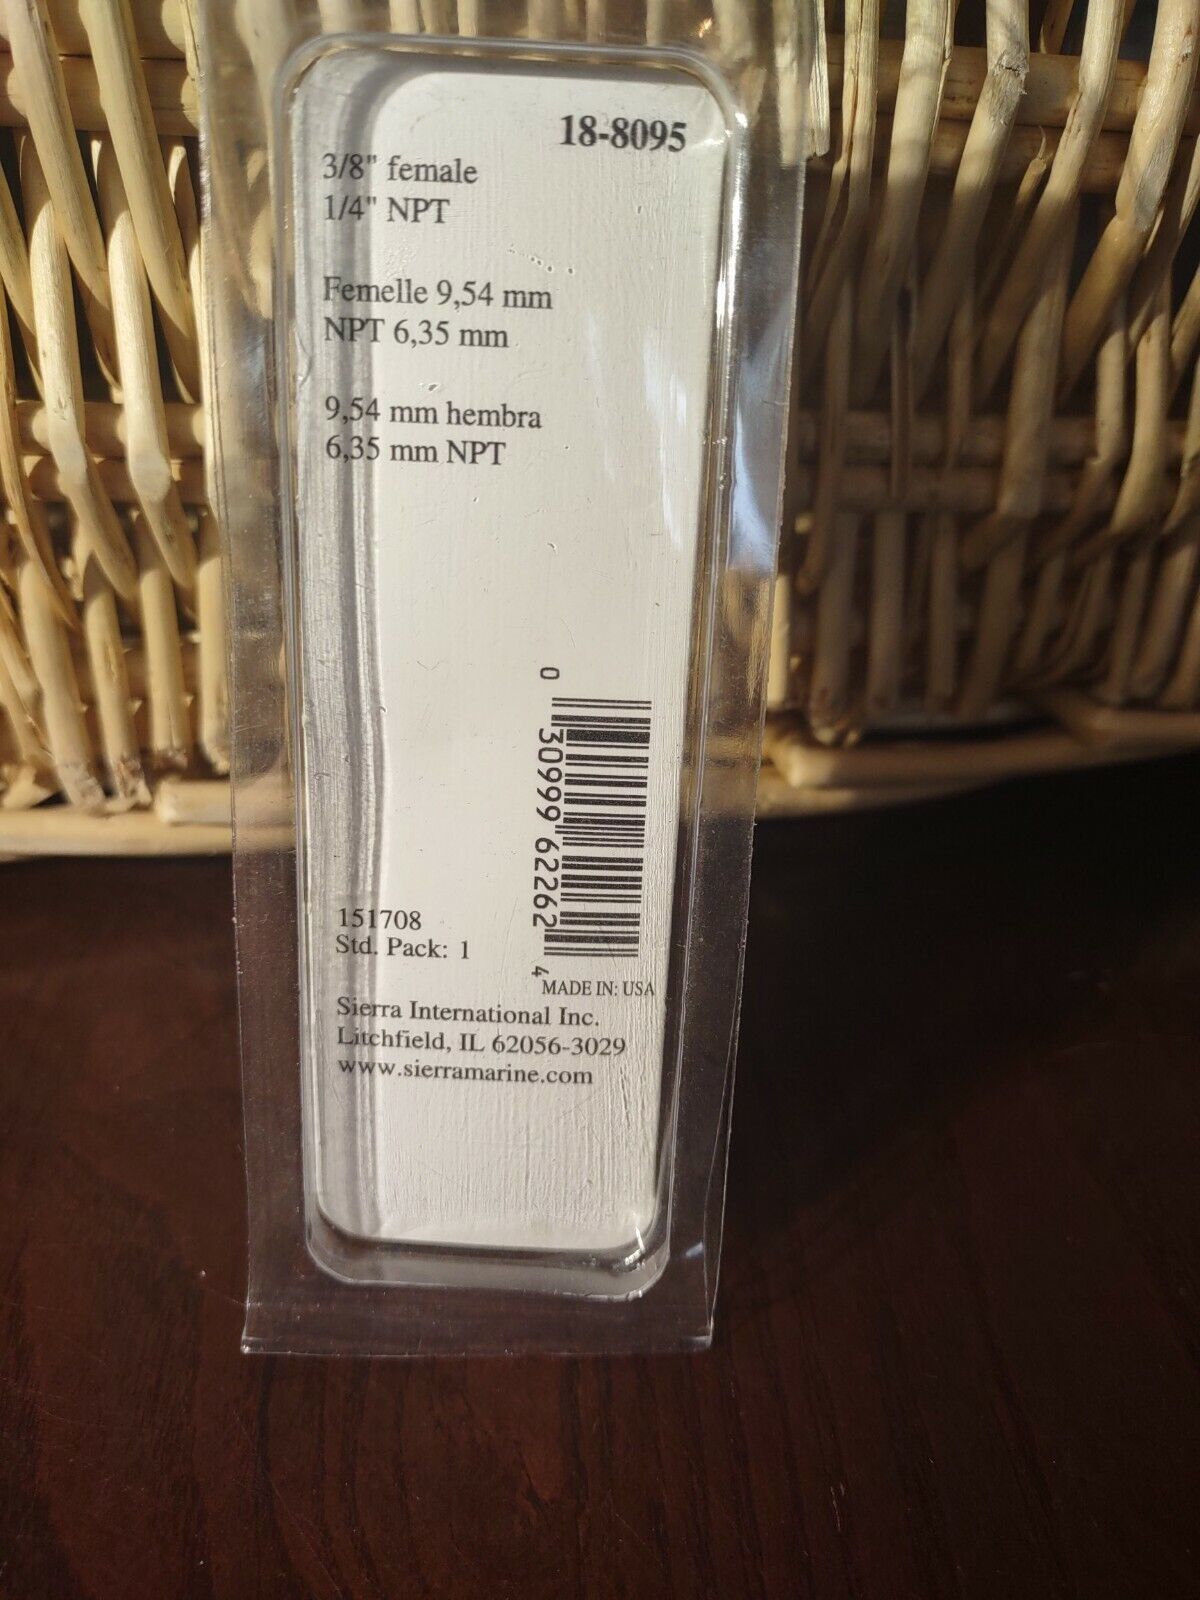 18-8095
3/8" female
1/4" NPT
Femelle 9,54 mm
NPT 6,35 mm
9,54 mm hembra
6,35 mm NPT
0 30999 62262 4
151708
Std. Pack: 1
MADE IN: USA
Sierra International Inc.
Litchfield, IL 62056-3029
www.sierramarine.com